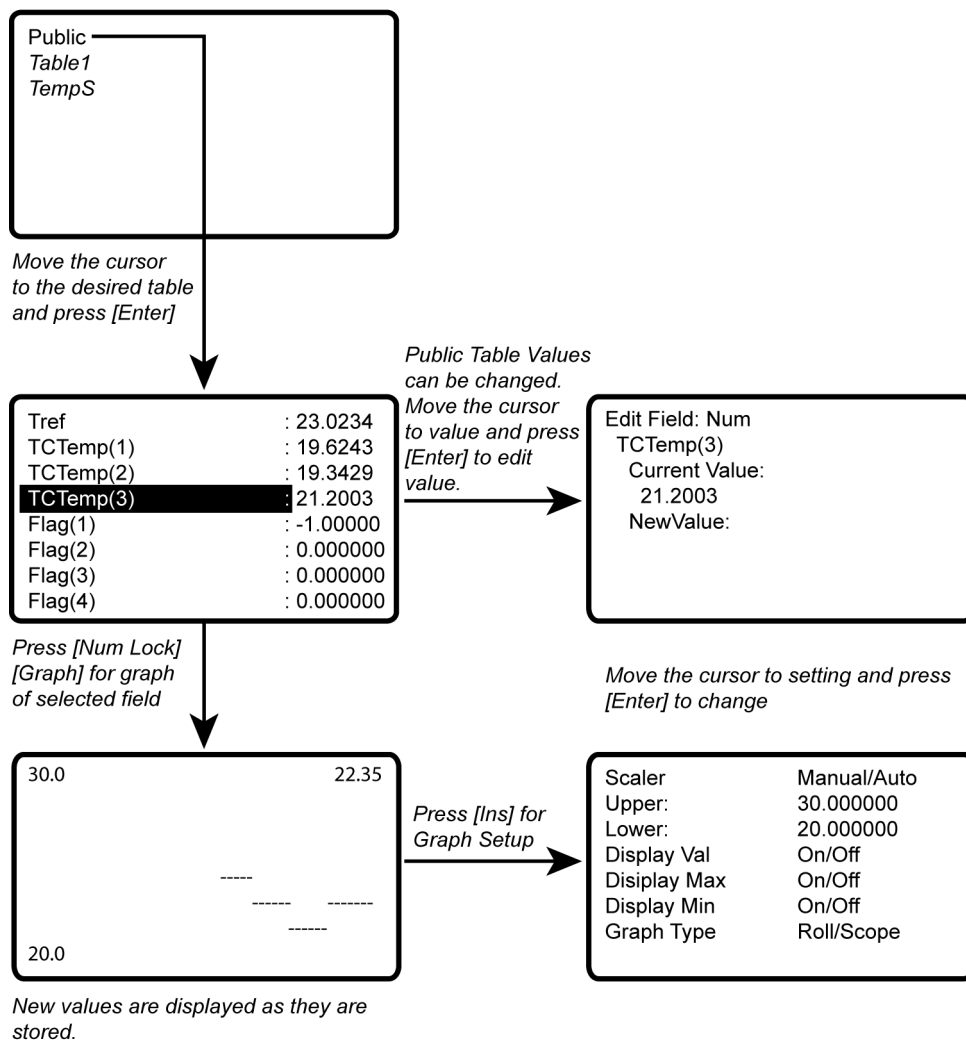 Public
Table1
TempS
Move the cursor
to the desired table
and press [Enter]
Public Table Values
can be changed.
Move the cursor
to value and press
[Enter] to edit
value.
Tref : 23.0234
TCTemp(1) : 19.6243
TCTemp(2) : 19.3429
TCTemp(3) : 21.2003
Flag(1) : -1.00000
Flag(2) : 0.000000
Flag(3) : 0.000000
Flag(4) : 0.000000
Edit Field: Num
TCTemp(3)
Current Value:
21.2003
NewValue:
Press [Num Lock]
[Graph] for graph
of selected field
Move the cursor to setting and press
[Enter] to change
30.0 22.35
20.0
Press [Ins] for
Graph Setup
Scaler Manual/Auto
Upper: 30.000000
Lower: 20.000000
Display Val On/Off
Disiplay Max On/Off
Display Min On/Off
Graph Type Roll/Scope
New values are displayed as they are
stored.